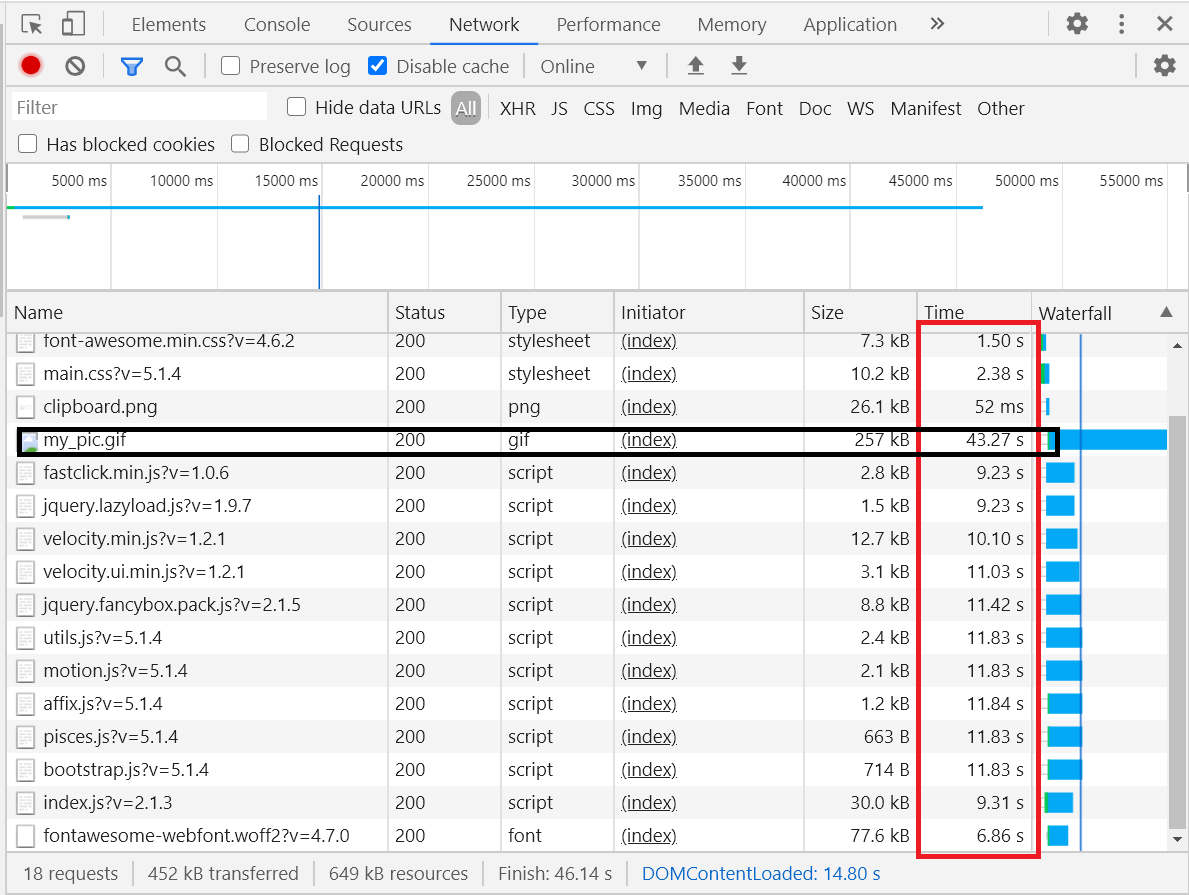 Elements Console Sources Network Performance Memory Application »
Preserve log Disable cache Online
Filter Hide data URLs All XHR JS CSS Img Media Font Doc WS Manifest Other
Has blocked cookies Blocked Requests
5000 ms 10000 ms 15000 ms 20000 ms 25000 ms 30000 ms 35000 ms 40000 ms 45000 ms 50000 ms 55000 ms
Name Status Type Initiator Size Time Waterfall
font-awesome.min.css?v=4.6.2 200 stylesheet (index) 7.3 kB 1.50 s
main.css?v=5.1.4 200 stylesheet (index) 10.2 kB 2.38 s
clipboard.png 200 png (index) 26.1 kB 52 ms
my_pic.gif 200 gif (index) 257 kB 43.27 s
fastclick.min.js?v=1.0.6 200 script (index) 2.8 kB 9.23 s
jquery.lazyload.js?v=1.9.7 200 script (index) 1.5 kB 9.23 s
velocity.min.js?v=1.2.1 200 script (index) 12.7 kB 10.10 s
velocity.ui.min.js?v=1.2.1 200 script (index) 3.1 kB 11.03 s
jquery.fancybox.pack.js?v=2.1.5 200 script (index) 8.8 kB 11.42 s
utils.js?v=5.1.4 200 script (index) 2.4 kB 11.83 s
motion.js?v=5.1.4 200 script (index) 2.1 kB 11.83 s
affix.js?v=5.1.4 200 script (index) 1.2 kB 11.84 s
pisces.js?v=5.1.4 200 script (index) 663 B 11.83 s
bootstrap.js?v=5.1.4 200 script (index) 714 B 11.83 s
index.js?v=2.1.3 200 script (index) 30.0 kB 9.31 s
fontawesome-webfont.woff2?v=4.7.0 200 font (index) 77.6 kB 6.86 s
18 requests 452 kB transferred 649 kB resources Finish: 46.14 s DOMContentLoaded: 14.80 s